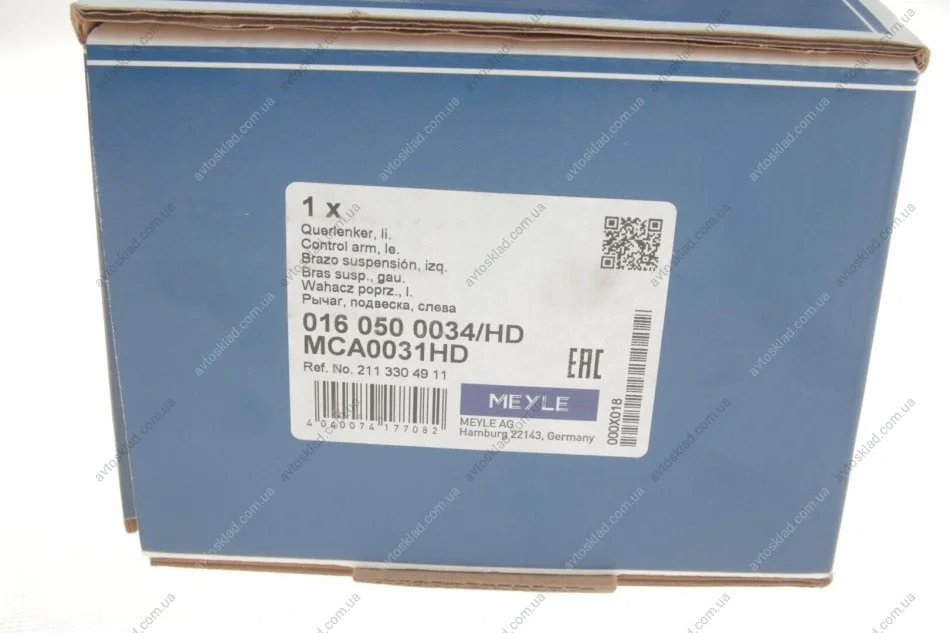 1 x
Querlenker, li.
Control arm, le.
Brazo suspensión, izq.
Bras susp., gau.
Wahacz poprz., l.
Рычаг, подвеска, слева
016 050 0034/HD
MCA0031HD
Ref. No. 211 330 49 11
EAC
MEYLE
MEYLE AG
Hamburg 22143, Germany
4 040074 177082
000X018
avtosklad.com.ua